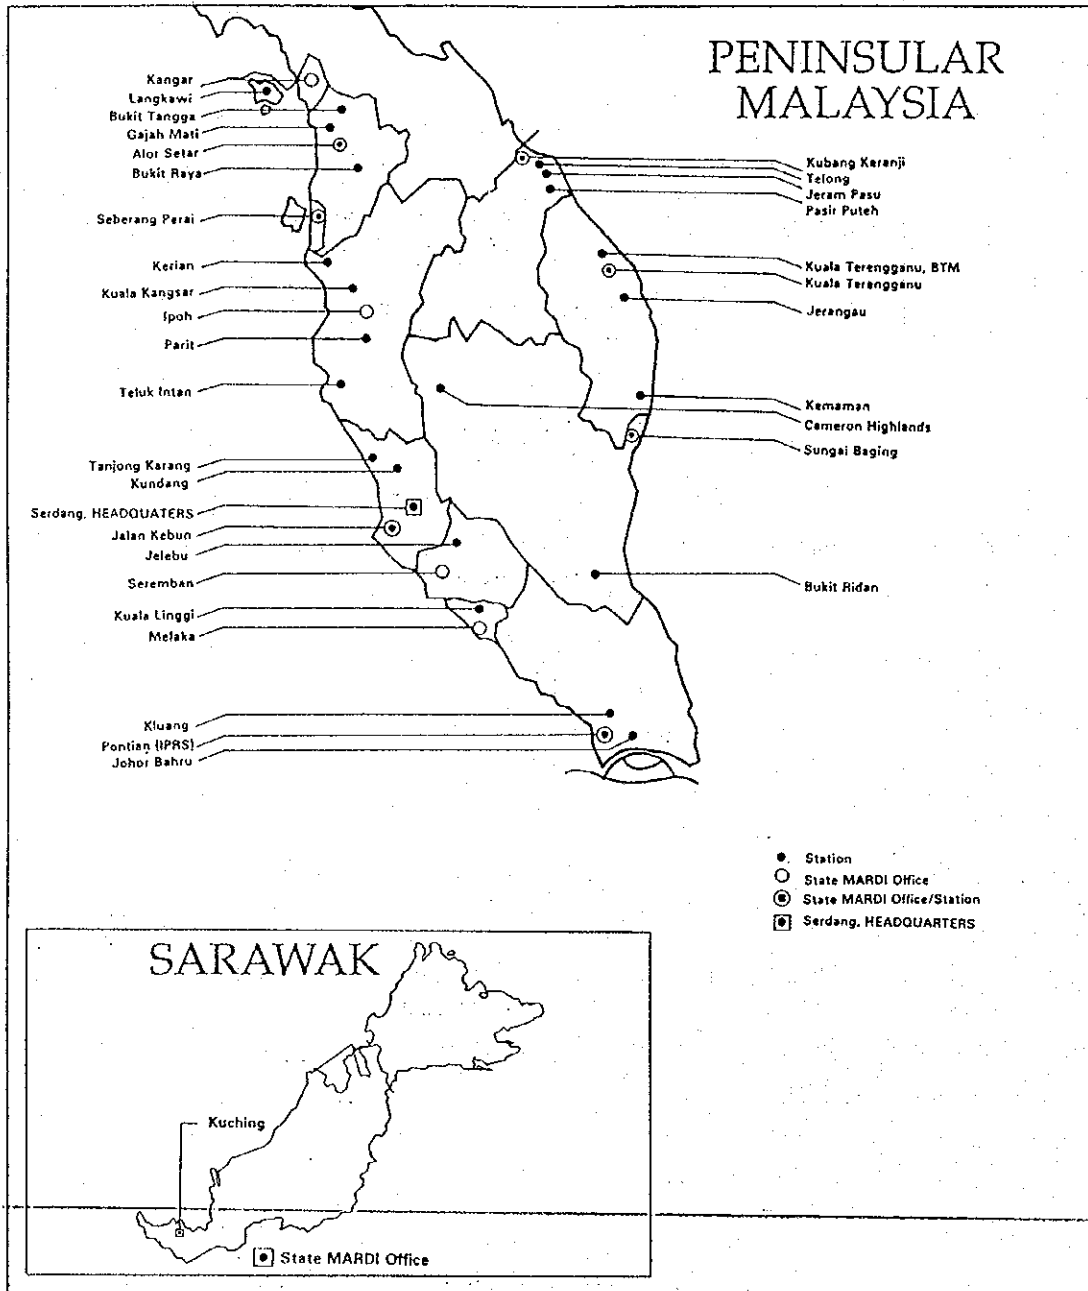 PENINSULAR
MALAYSIA
Kangar
Langkawi
Bukit Tangga
Gajah Mati
Alor Setar
Bukit Raya
Seberang Perai
Kerian
Kuala Kangsar
Ipoh
Parit
Teluk Intan
Tanjong Karang
Kundang
Serdang, HEADQUATERS
Jalan Kebun
Jelebu
Seremban
Kuala Linggi
Melaka
Kluang
Pontian (IPRS)
Johor Bahru
Kubang Keranji
Telong
Jeram Pasu
Pasir Puteh
Kuala Terengganu, BTM
Kuala Terangganu
Jerangau
Kemaman
Cameron Highlands
Sungai Baging
Bukit Ridan
Station
State MARDI Office
State MARDI Office/Station
Serdang, HEADQUARTERS
SARAWAK
Kuching
State MARDI Office